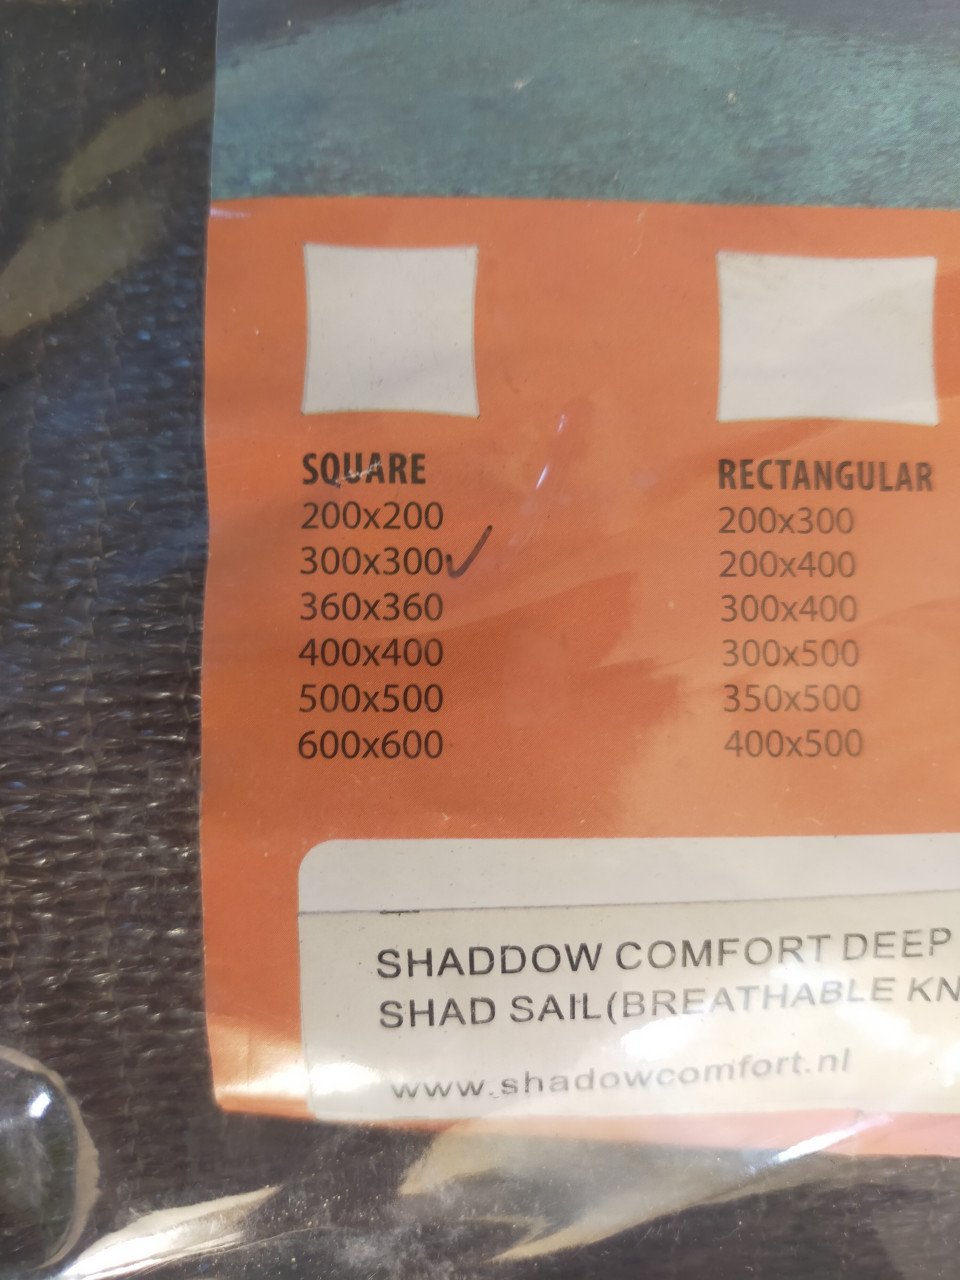 SQUARE
200x200
300x300✓
360x360
400x400
500x500
600x600
RECTANGULAR
200x300
200x400
300x400
300x500
350x500
400x500
SHADDOW COMFORT DEEP
SHAD SAIL(BREATHABLE KN
www.shadowcomfort.nl